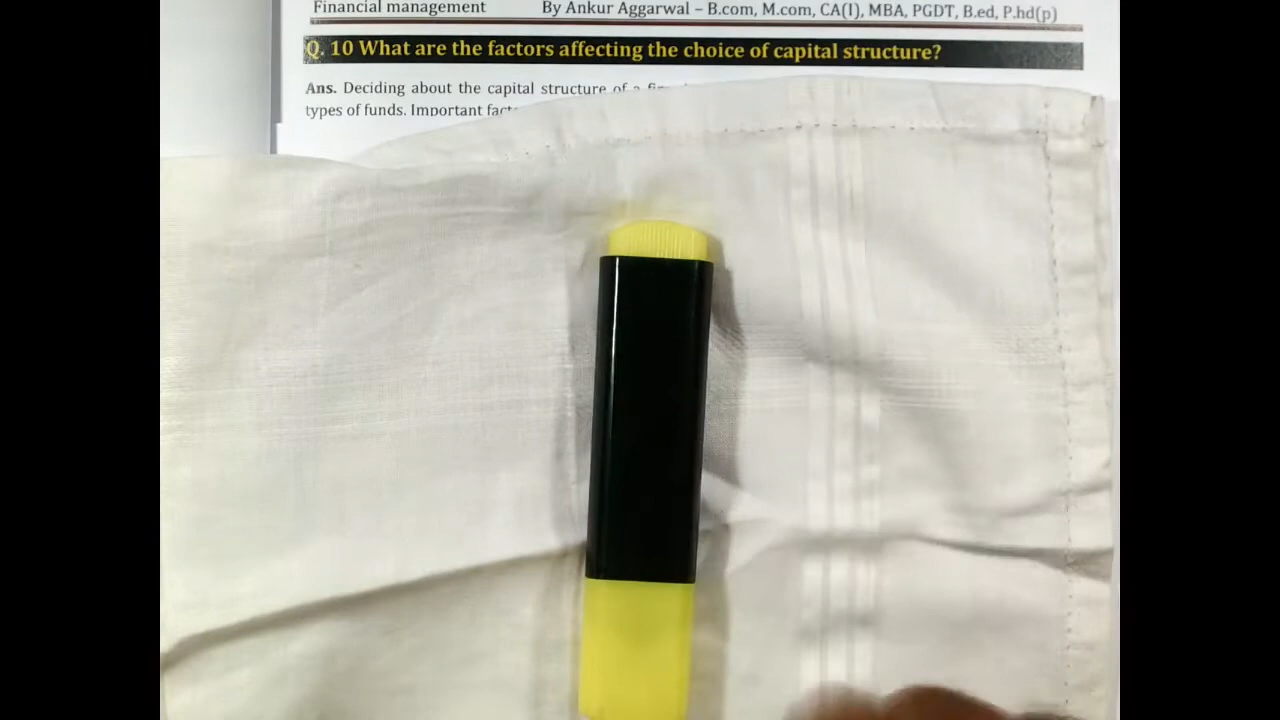 Financial management By Ankur Aggarwal – B.com, M.com, CA(I), MBA, PGDT, B.ed, P.hd(p)
Q. 10 What are the factors affecting the choice of capital structure?
Ans. Deciding about the capital structure of a
types of funds. Important